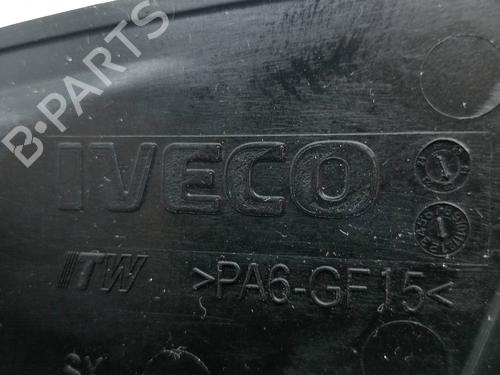 B-PARTS
IVECO
ITW
>PA6-GF15<